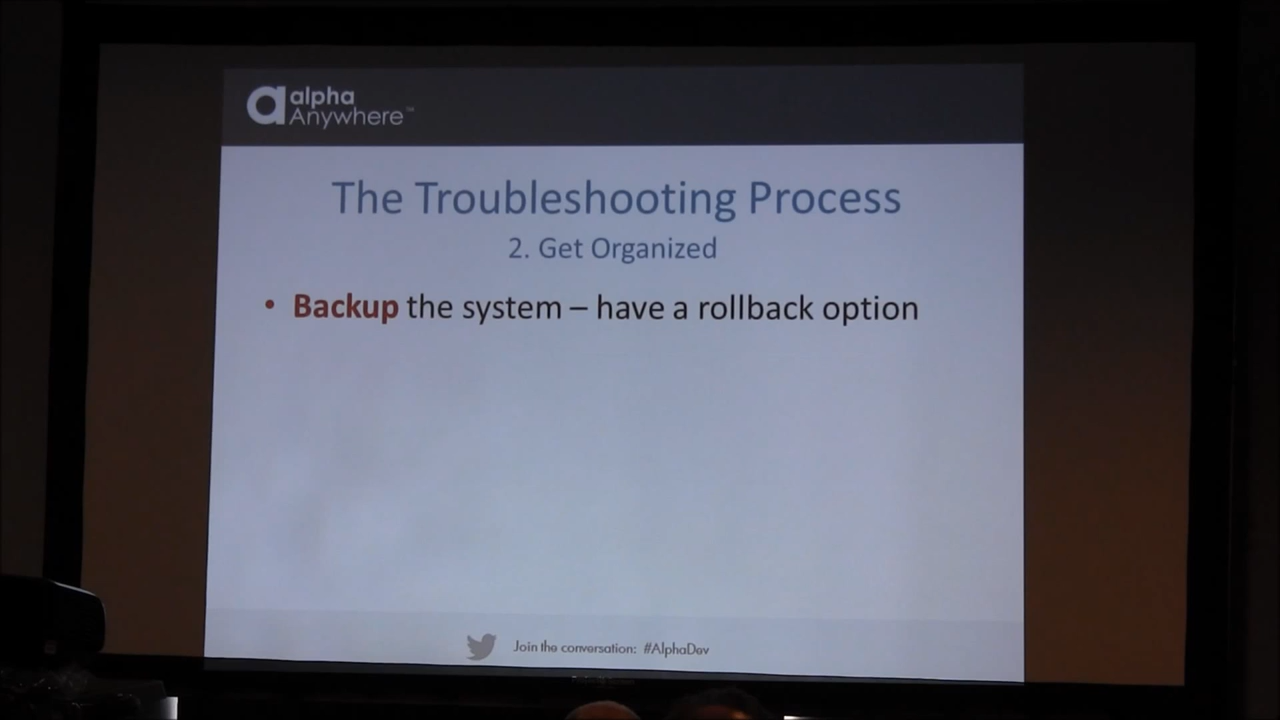 alpha
Anywhere™
The Troubleshooting Process
2. Get Organized
• Backup the system – have a rollback option
Join the conversation: #AlphaDev